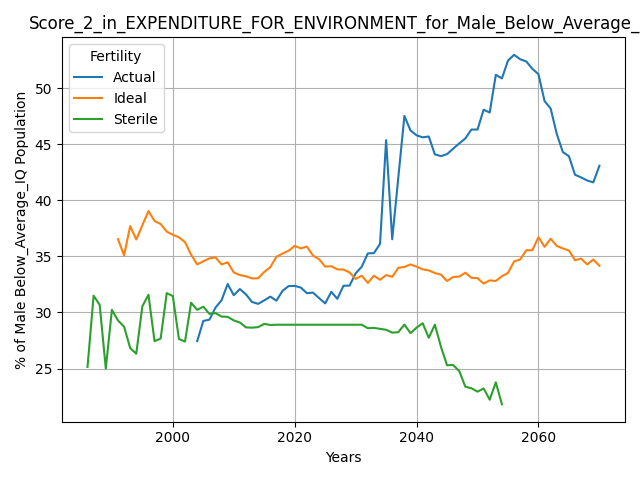 Score_2_in_EXPENDITURE_FOR_ENVIRONMENT_for_Male_Below_Average_
Fertility
Actual
Ideal
Sterile
% of Male Below_Average_IQ Population
50
45
40
35
30
25
2000 2020 2040 2060
Years